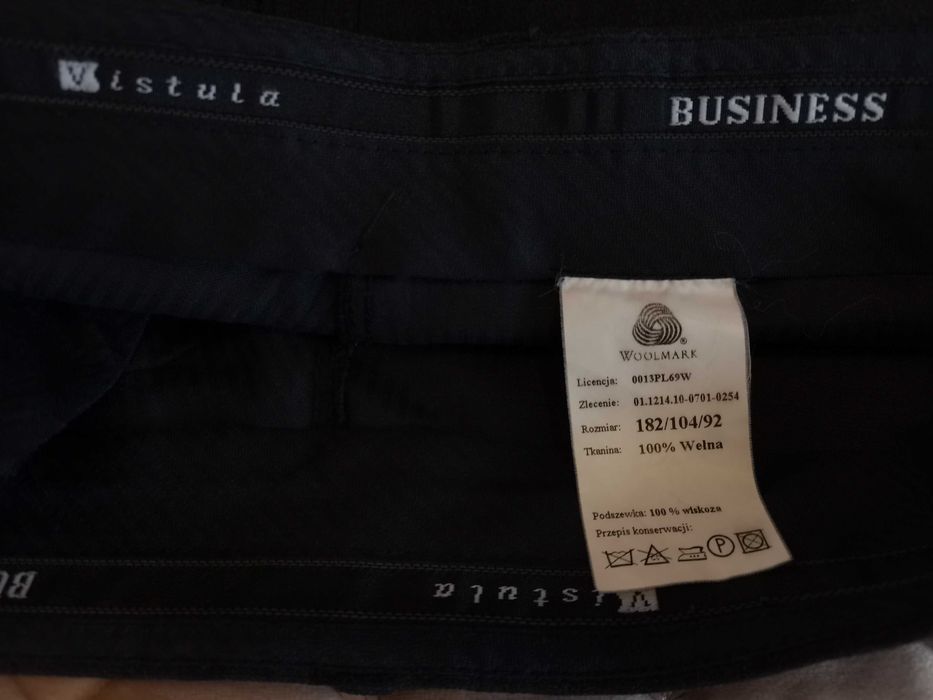 Vistula
BUSINESS
WOOLMARK
Licencja: 0013PL69W
Zlecenie: 01.1214.10-0701-0254
Rozmiar: 182/104/92
Tkanina: 100% Wełna
Podszewka: 100 % wiskoza
Przepis konserwacji:
P
Vistula
BU